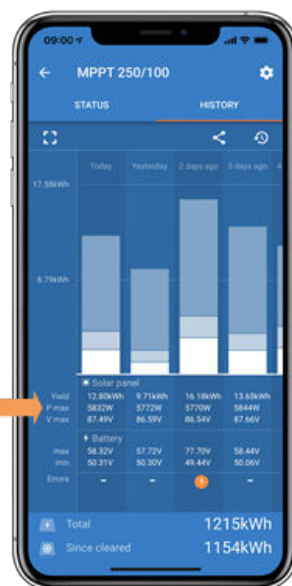 09:00
MPPT 250/100
STATUS HISTORY
Today Yesterday 2 days ago 3 days ago 4
17.58kWh
8.79kWh
Solar panel
Yield 12.80kWh 9.71kWh 16.18kWh 13.65kWh
P max 5832W 5772W 5770W 5844W
V max 87.49V 86.59V 86.54V 87.66V
Battery
max 58.32V 57.72V 77.70V 58.44V
min 50.31V 50.30V 49.44V 50.06V
Errors - - 1 -
Total 1215kWh
Since cleared 1154kWh